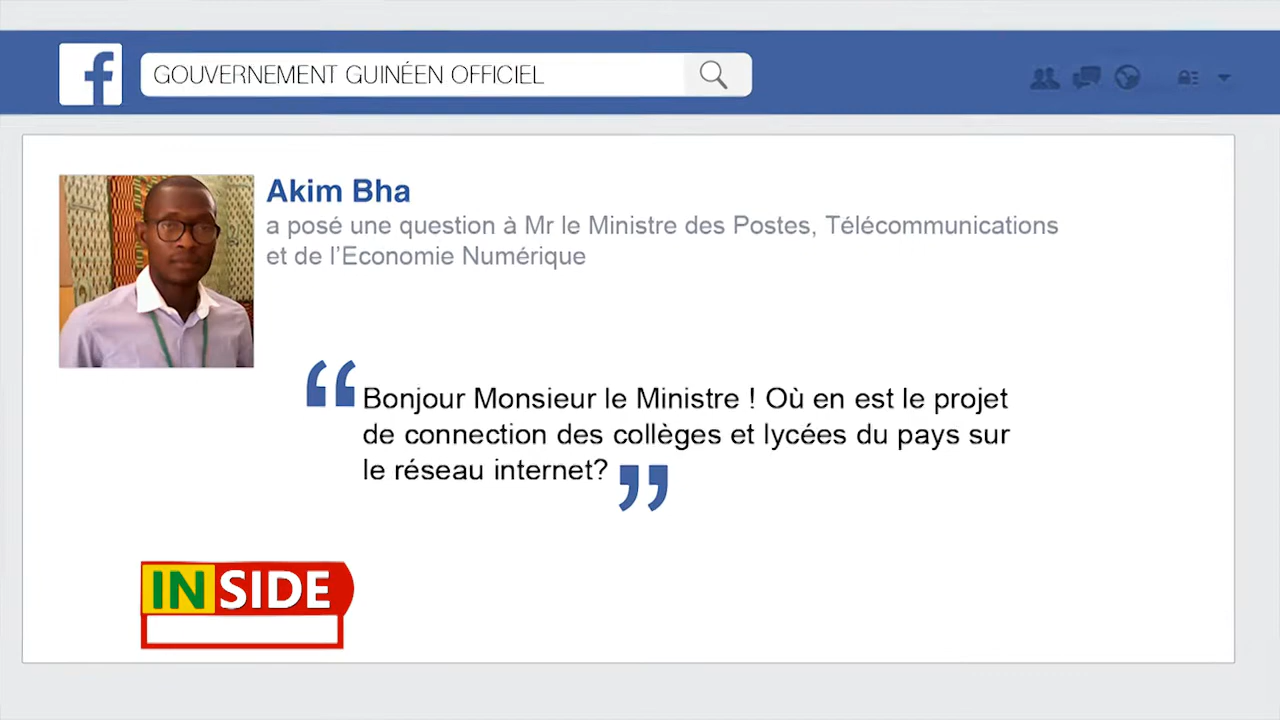 f
GOUVERNEMENT GUINÉEN OFFICIEL
Akim Bha
a posé une question à Mr le Ministre des Postes, Télécommunications
et de l'Economie Numérique
“Bonjour Monsieur le Ministre ! Où en est le projet
de connection des collèges et lycées du pays sur
le réseau internet?”
INSIDE